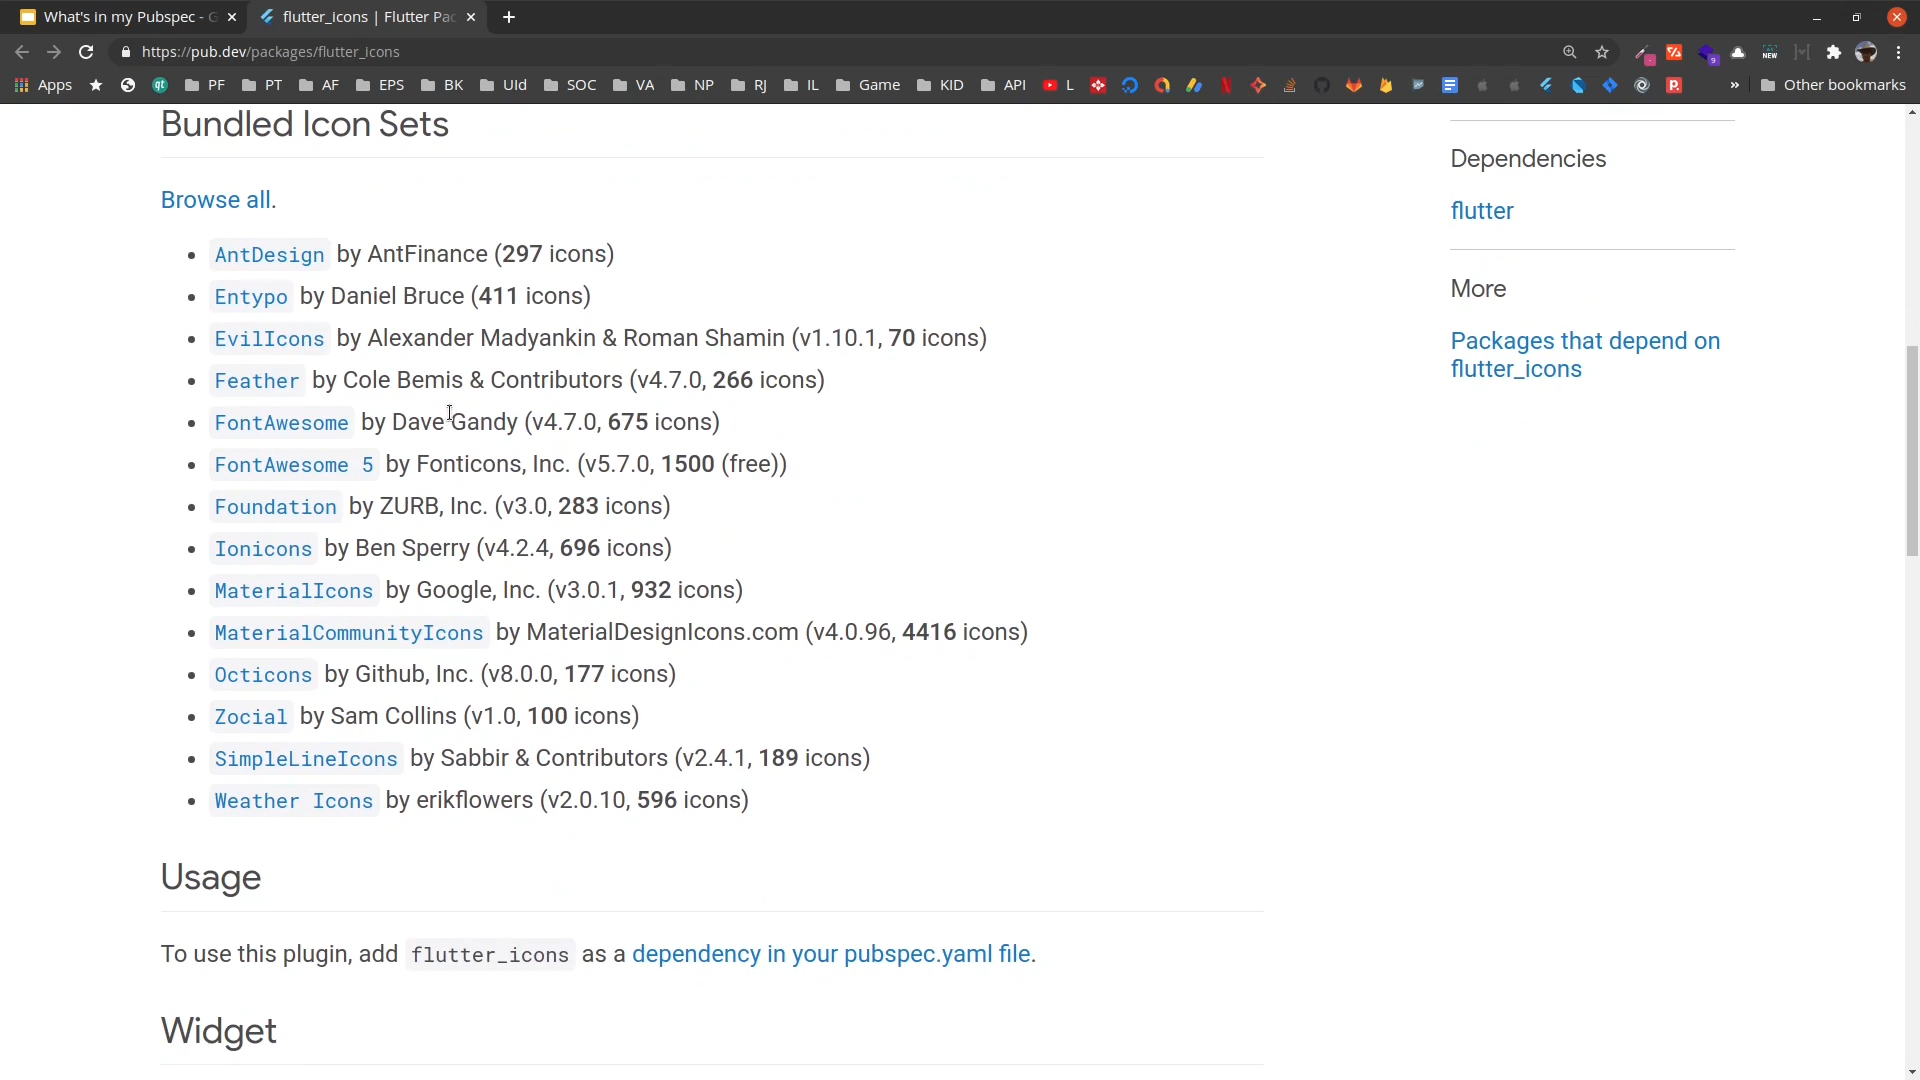 What's in my Pubspec - G
flutter_icons | Flutter Pac
https://pub.dev/packages/flutter_icons
NEW
9
Apps
PF
PT
AF
EPS
BK
UId
SOC
VA
NP
RJ
IL
Game
KID
API
L
»
Other bookmarks
Bundled Icon Sets
Browse all.
AntDesign by AntFinance (297 icons)
Entypo by Daniel Bruce (411 icons)
EvilIcons by Alexander Madyankin & Roman Shamin (v1.10.1, 70 icons)
Feather by Cole Bemis & Contributors (v4.7.0, 266 icons)
FontAwesome by Dave Gandy (v4.7.0, 675 icons)
FontAwesome 5 by Fonticons, Inc. (v5.7.0, 1500 (free))
Foundation by ZURB, Inc. (v3.0, 283 icons)
Ionicons by Ben Sperry (v4.2.4, 696 icons)
MaterialIcons by Google, Inc. (v3.0.1, 932 icons)
MaterialCommunityIcons by MaterialDesignIcons.com (v4.0.96, 4416 icons)
Octicons by Github, Inc. (v8.0.0, 177 icons)
Zocial by Sam Collins (v1.0, 100 icons)
SimpleLineIcons by Sabbir & Contributors (v2.4.1, 189 icons)
Weather Icons by erikflowers (v2.0.10, 596 icons)
Usage
To use this plugin, add flutter_icons as a dependency in your pubspec.yaml file.
Widget
Dependencies
flutter
More
Packages that depend on
flutter_icons